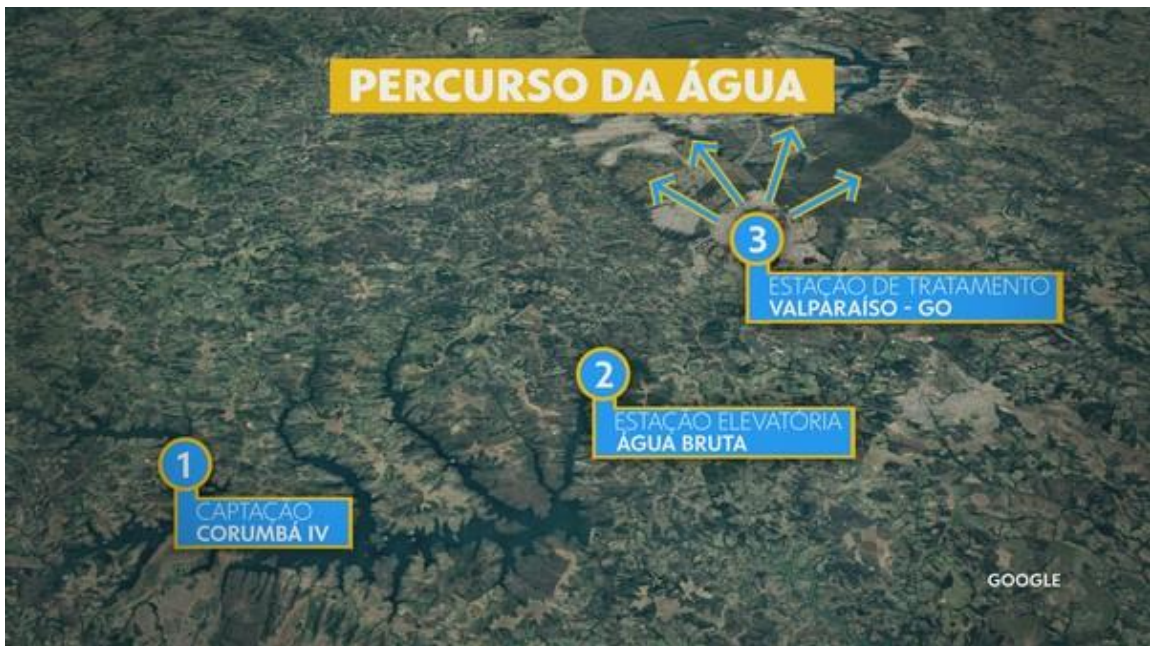 PERCURSO DA ÁGUA
3
ESTAÇÃO DE TRATAMENTO
VALPARAÍSO - GO
2
ESTAÇÃO ELEVATÓRIA
ÁGUA BRUTA
1
CAPTAÇÃO
CORUMBÁ IV
GOOGLE